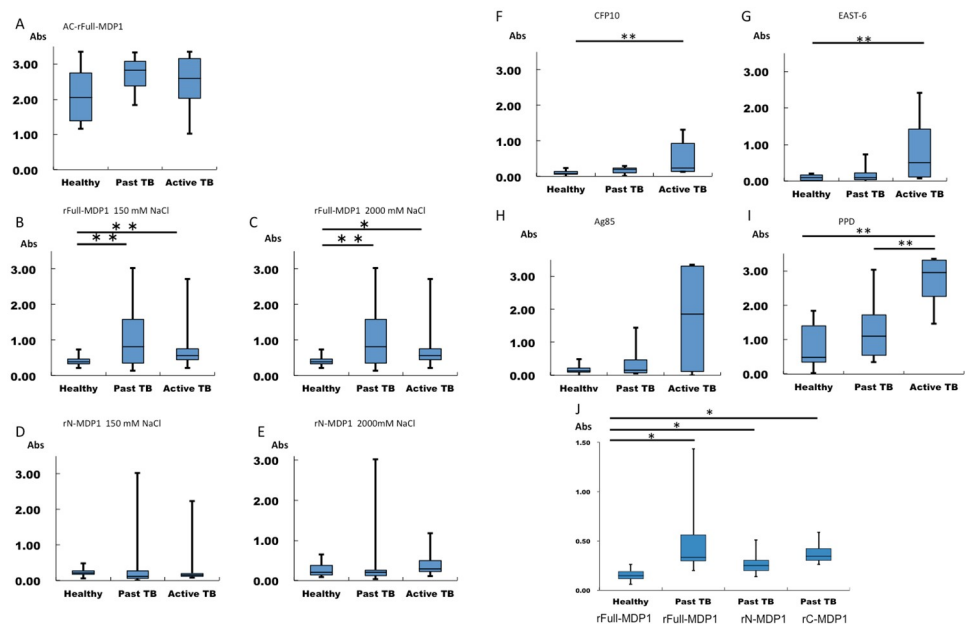 A
AC-rFull-MDP1
Abs
3.00
2.00
1.00
0.00
Healthy Past TB Active TB
B
rFull-MDP1 150 mM NaCl
Abs
* *
* *
3.00
2.00
1.00
0.00
Healthy Past TB Active TB
C
rFull-MDP1 2000 mM NaCl
Abs
*
* *
3.00
2.00
1.00
0.00
Healthy Past TB Active TB
D
rN-MDP1 150 mM NaCl
Abs
3.00
2.00
1.00
0.00
Healthy Past TB Active TB
E
rN-MDP1 2000mM NaCl
Abs
3.00
2.00
1.00
0.00
Healthy Past TB Active TB
F
CFP10
Abs
**
3.00
2.00
1.00
0.00
Healthy Past TB Active TB
G
EAST-6
Abs
**
3.00
2.00
1.00
0.00
Healthy Past TB Active TB
H
Ag85
Abs
3.00
2.00
1.00
0.00
Healthy Past TB Active TB
I
PPD
Abs
**
**
3.00
2.00
1.00
0.00
Healthy Past TB Active TB
J
Abs
*
*
*
1.50
1.00
0.50
0.00
Healthy Past TB Past TB Past TB
rFull-MDP1 rFull-MDP1 rN-MDP1 rC-MDP1